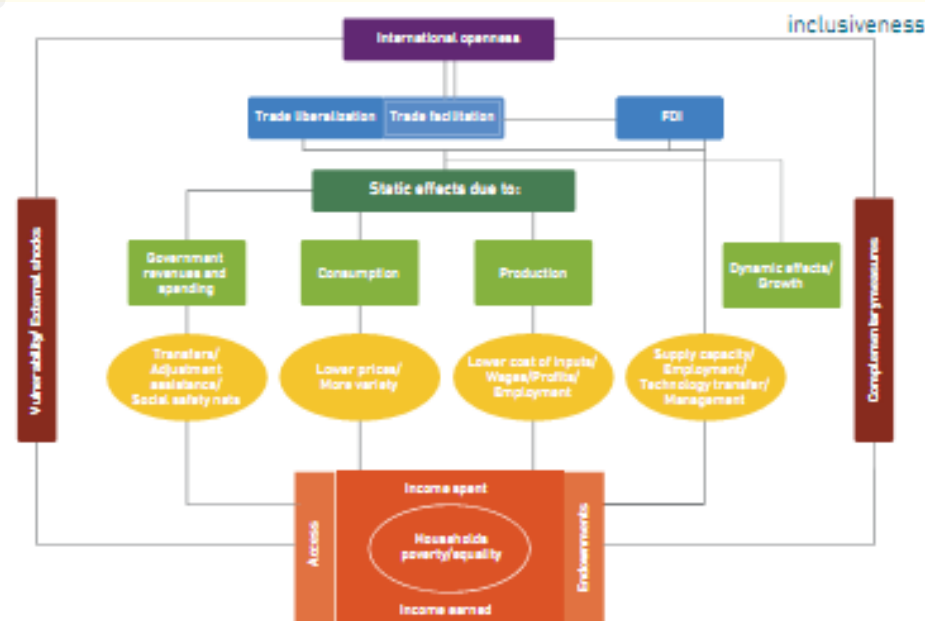 inclusiveness
International openness
Trade liberalisation
Trade facilitation
FDI
Static effects due to:
Vulnerability/ External shocks
Complementary measures
Government
revenues and
spending
Consumption
Production
Dynamic effects/
Growth
Transfers/
Adjustment
assistance/
Social safety nets
Lower prices/
More variety
Lower cost of inputs/
Wages/Profits/
Employment
Supply capacity/
Employment/
Technology transfer/
Management
Access
Income spent
Households
poverty/equality
Endowments
Income earned